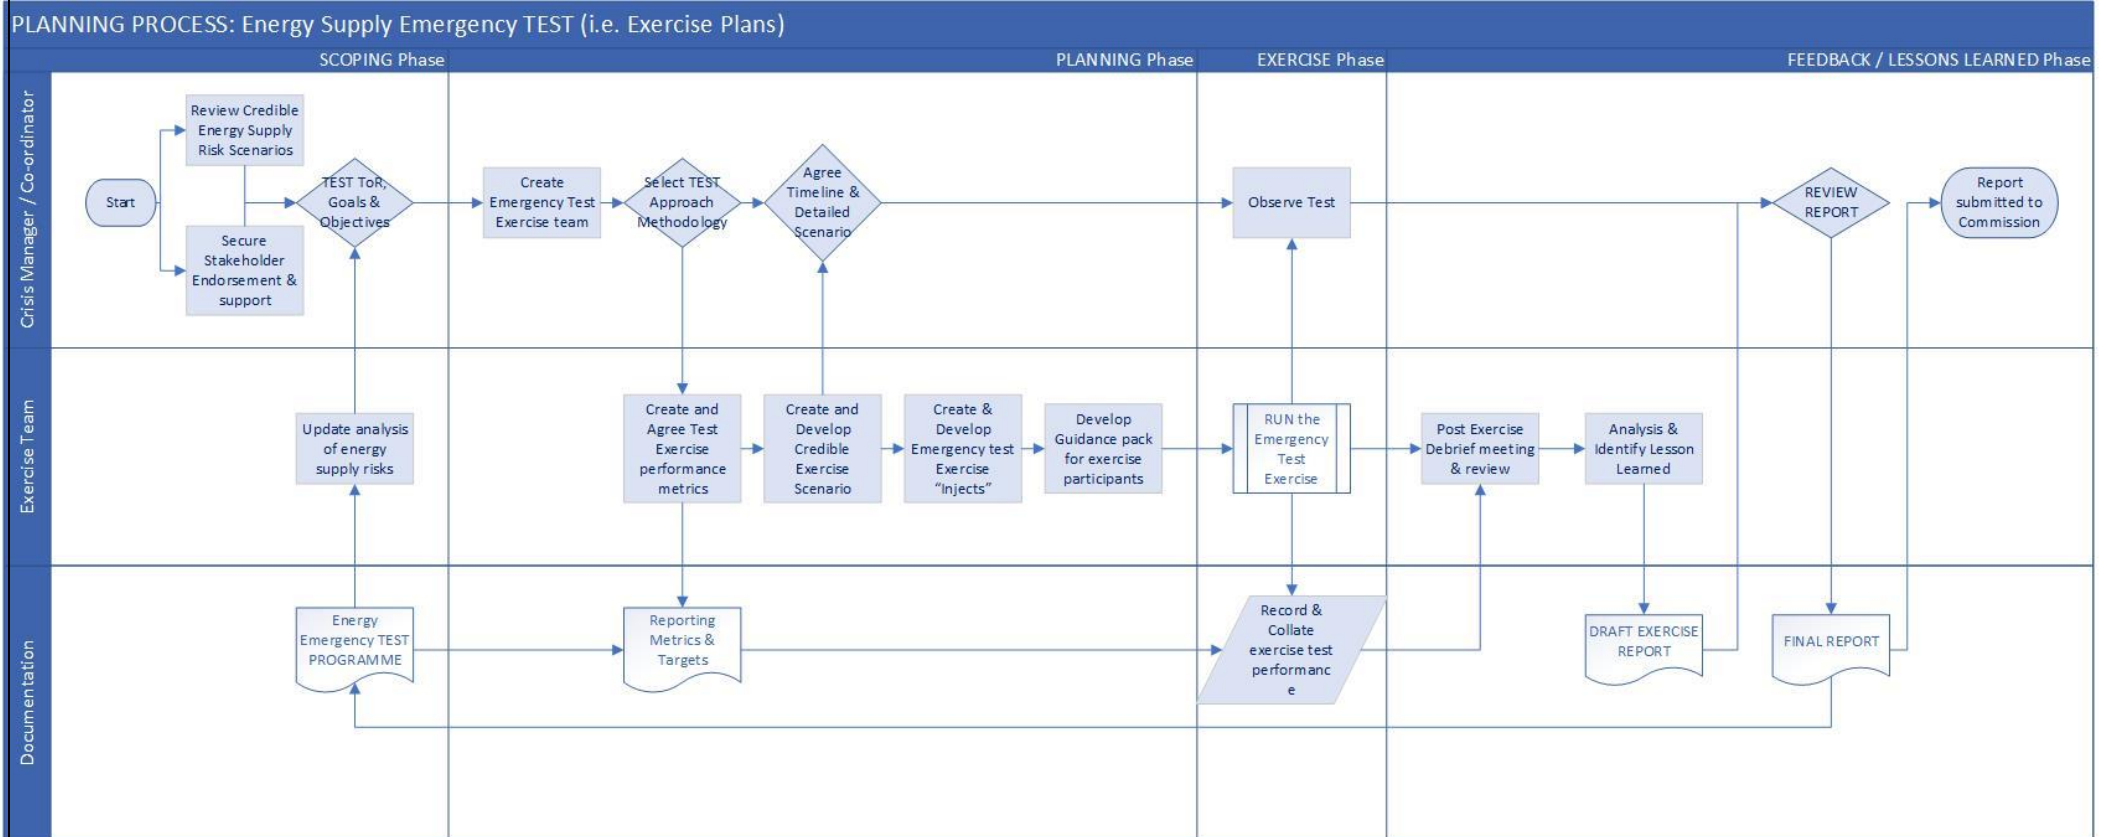 PLANNING PROCESS: Energy Supply Emergency TEST (i.e. Exercise Plans)
SCOPING Phase
PLANNING Phase
EXERCISE Phase
FEEDBACK / LESSONS LEARNED Phase
Crisis Manager / Co-ordinator
Start
Review Credible
Energy Supply
Risk Scenarios
Secure
Stakeholder
Endorsement &
support
TEST ToR,
Goals &
Objectives
Create
Emergency Test
Exercise team
Select TEST
Approach
Methodology
Agree
Timeline &
Detailed
Scenario
Observe Test
REVIEW
REPORT
Report
submitted to
Commission
Exercise Team
Update analysis
of energy
supply risks
Create and
Agree Test
Exercise
performance
metrics
Create and
Develop
Credible
Exercise
Scenario
Create &
Develop
Emergency test
Exercise
“Injects”
Develop
Guidance pack
for exercise
participants
RUN the
Emergency
Test
Exercise
Post Exercise
Debrief meeting
& review
Analysis &
Identify Lesson
Learned
Documentation
Energy
Emergency TEST
PROGRAMME
Reporting
Metrics &
Targets
Record &
Collate
exercise test
performanc
e
DRAFT EXERCISE
REPORT
FINAL REPORT